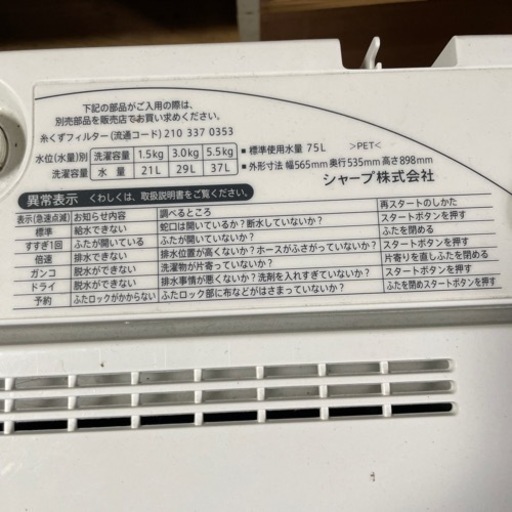 下記の部品がご入用の際は、
別売部品を販売店でお買い求めください。
糸くずフィルター(流通コード) 210 337 0353
水位(水量)別 洗濯容量 1.5kg 3.0kg 5.5kg
洗濯容量 水量 21L 29L 37L
■標準使用水量 75L >PET<
■外形寸法 幅565mm 奥行535mm 高さ898mm
シャープ株式会社
異常表示 くわしくは、取扱説明書をご覧ください。
表示(急速点滅) お知らせ内容 調べるところ 再スタートのしかた
標準 給水できない 蛇口は開いているか?断水していないか? スタートボタンを押す
すすぎ1回 ふたが開いている ふたが開いていないか? ふたを閉める
倍速 排水できない 排水位置が高くないか?ホースがふさがっていないか? スタートボタンを押す
ガンコ 脱水ができない 洗濯物が片寄っていないか? 片寄りを直しふたを閉める
ドライ 脱水ができない 排水事情が悪くないか?洗剤を入れすぎていないか? スタートボタンを押す
予約 ふたロックがかからない ふたロック部に布などがはさまっていないか? ふたを閉めスタートボタンを押す